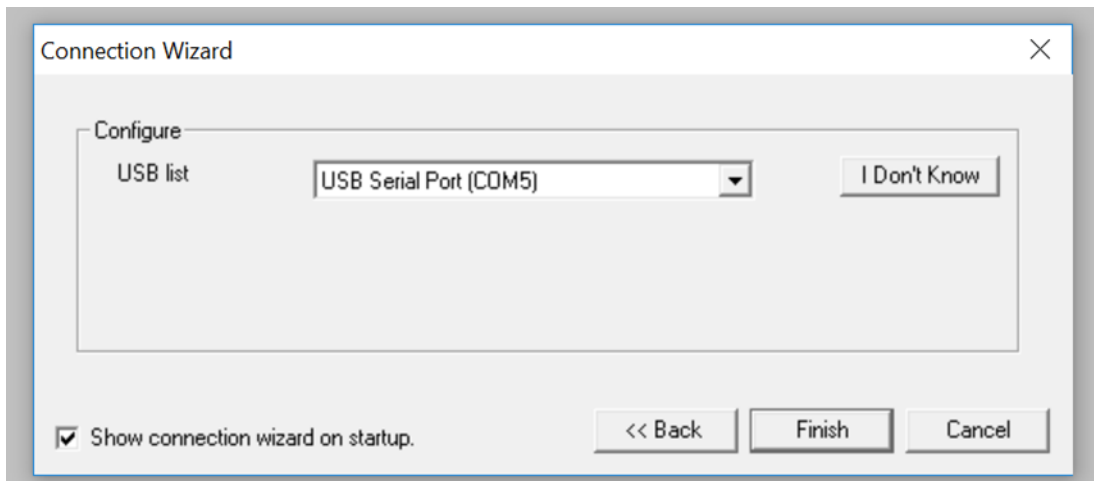 Connection Wizard
Configure
USB list
USB Serial Port (COM5)
I Don't Know
Show connection wizard on startup.
<< Back
Finish
Cancel